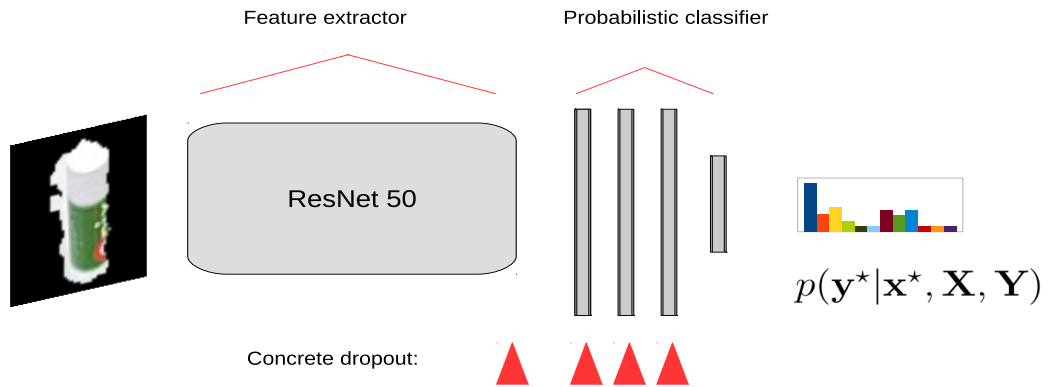 Feature extractor
Probabilistic classifier
ResNet 50
p(y⋆|x⋆, X, Y)
Concrete dropout: